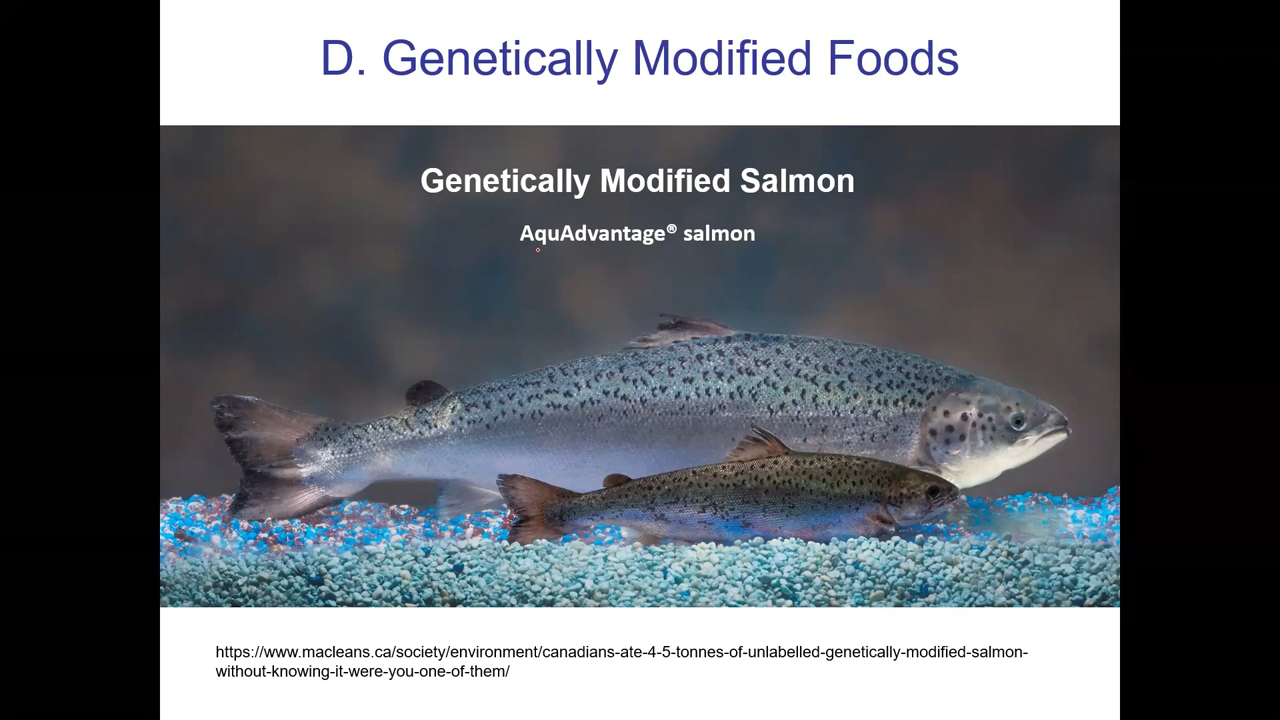 D. Genetically Modified Foods
Genetically Modified Salmon
AquAdvantage® salmon
https://www.macleans.ca/society/environment/canadians-ate-4-5-tonnes-of-unlabelled-genetically-modified-salmon-
without-knowing-it-were-you-one-of-them/